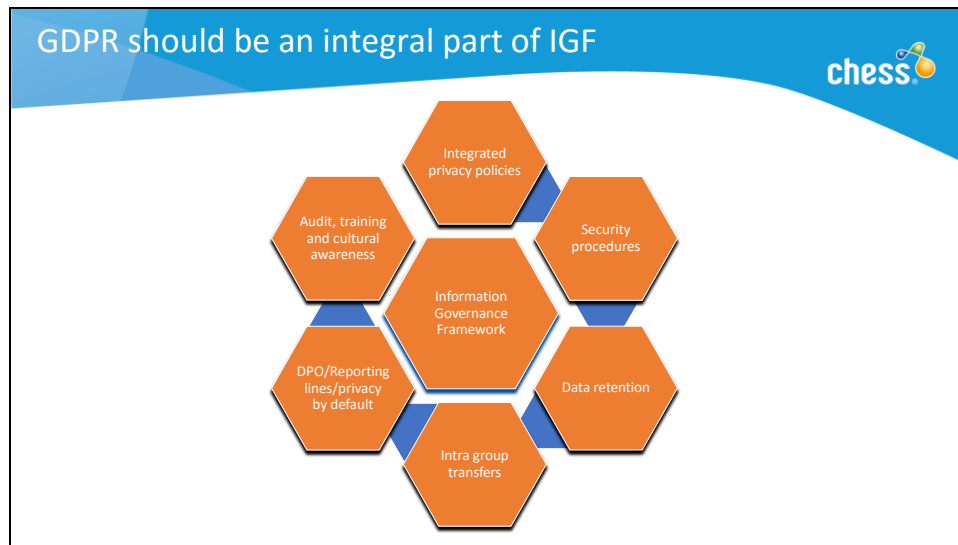 GDPR should be an integral part of IGF
chess®
Integrated
privacy policies
Audit, training
and cultural
awareness
Security
procedures
Information
Governance
Framework
DPO/Reporting
lines/privacy
by default
Data retention
Intra group
transfers